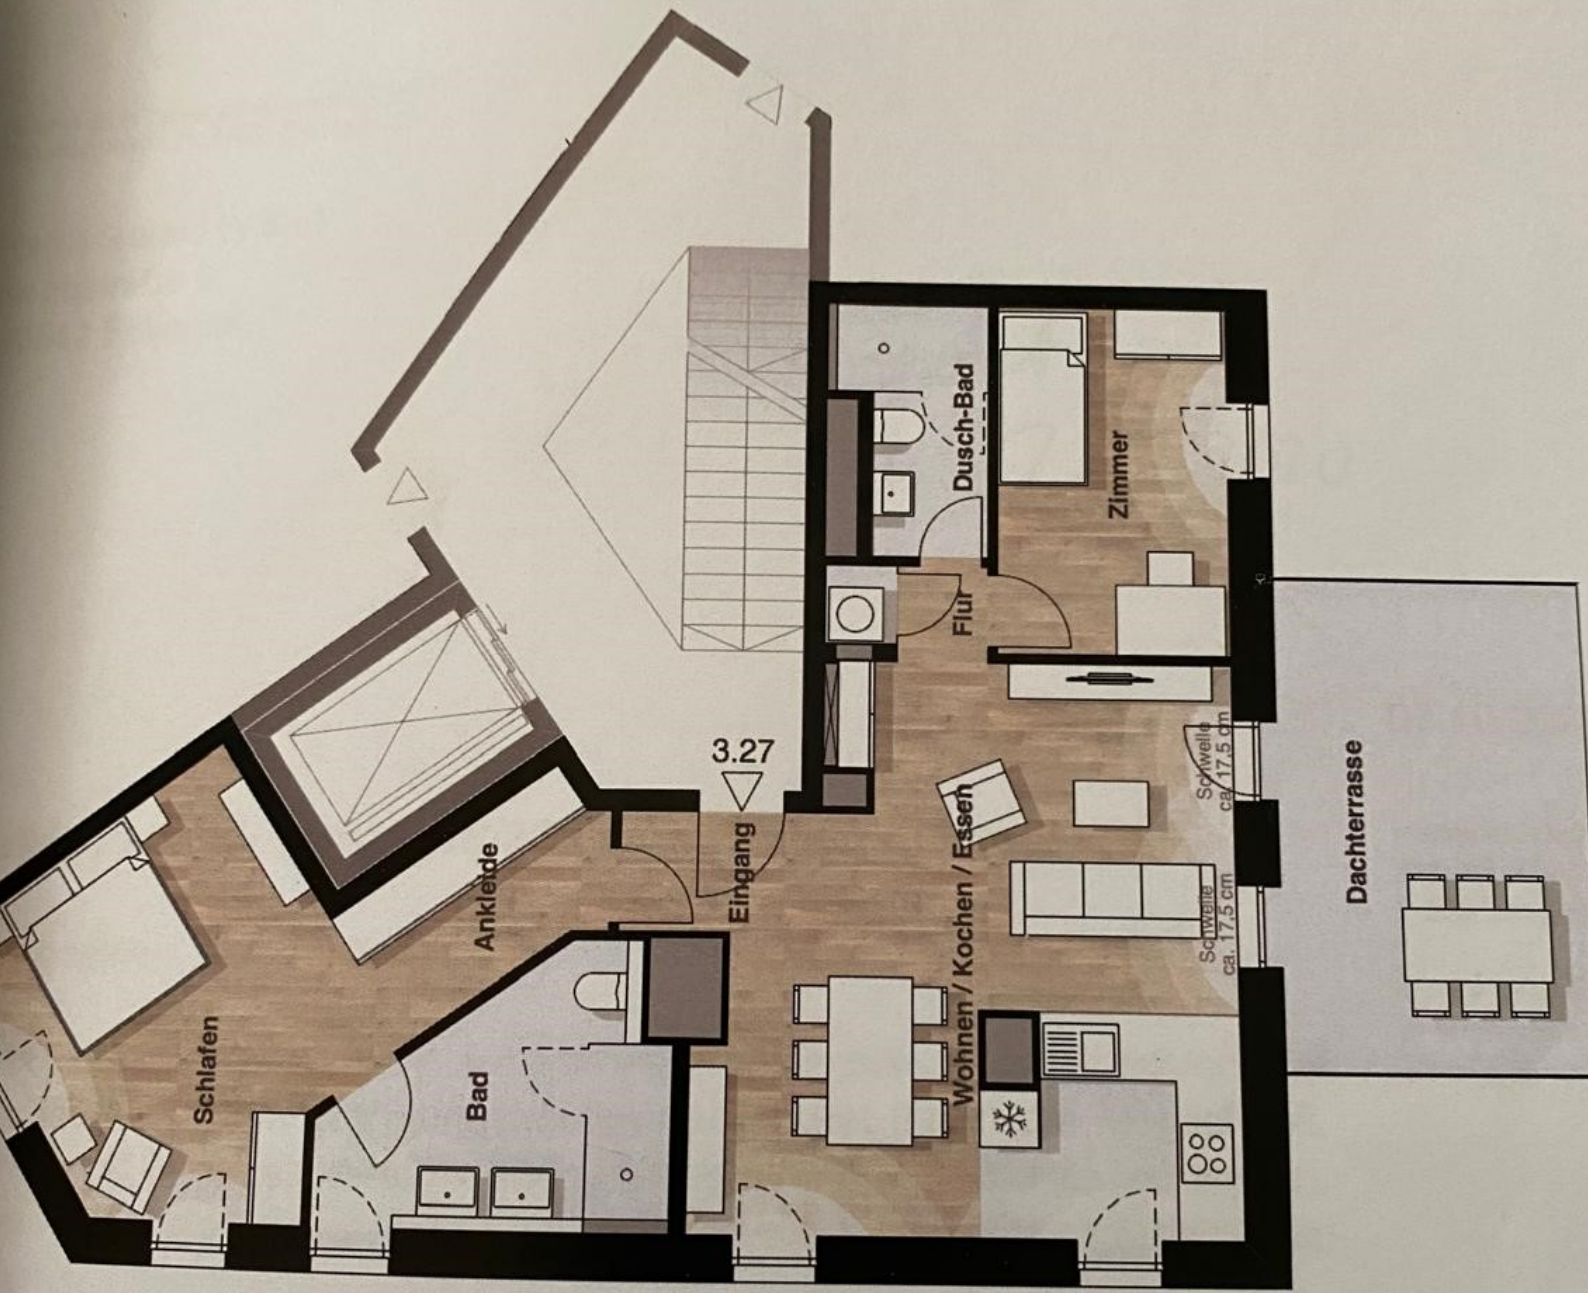 3.27
Dusch-Bad
Zimmer
Flur
Eingang
Ankleide
Schlafen
Bad
Wohnen / Kochen / Essen
Schwelle
ca. 17,5 cm
Schwelle
ca. 17,5 cm
Dachterrasse